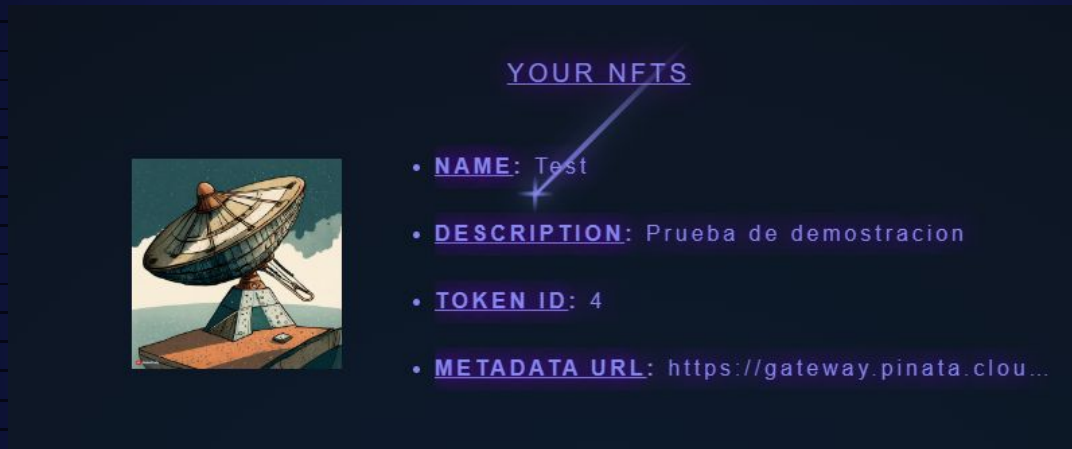 YOUR NFTS
NAME: Test
DESCRIPTION: Prueba de demostracion
TOKEN ID: 4
METADATA URL: https://gateway.pinata.clou...